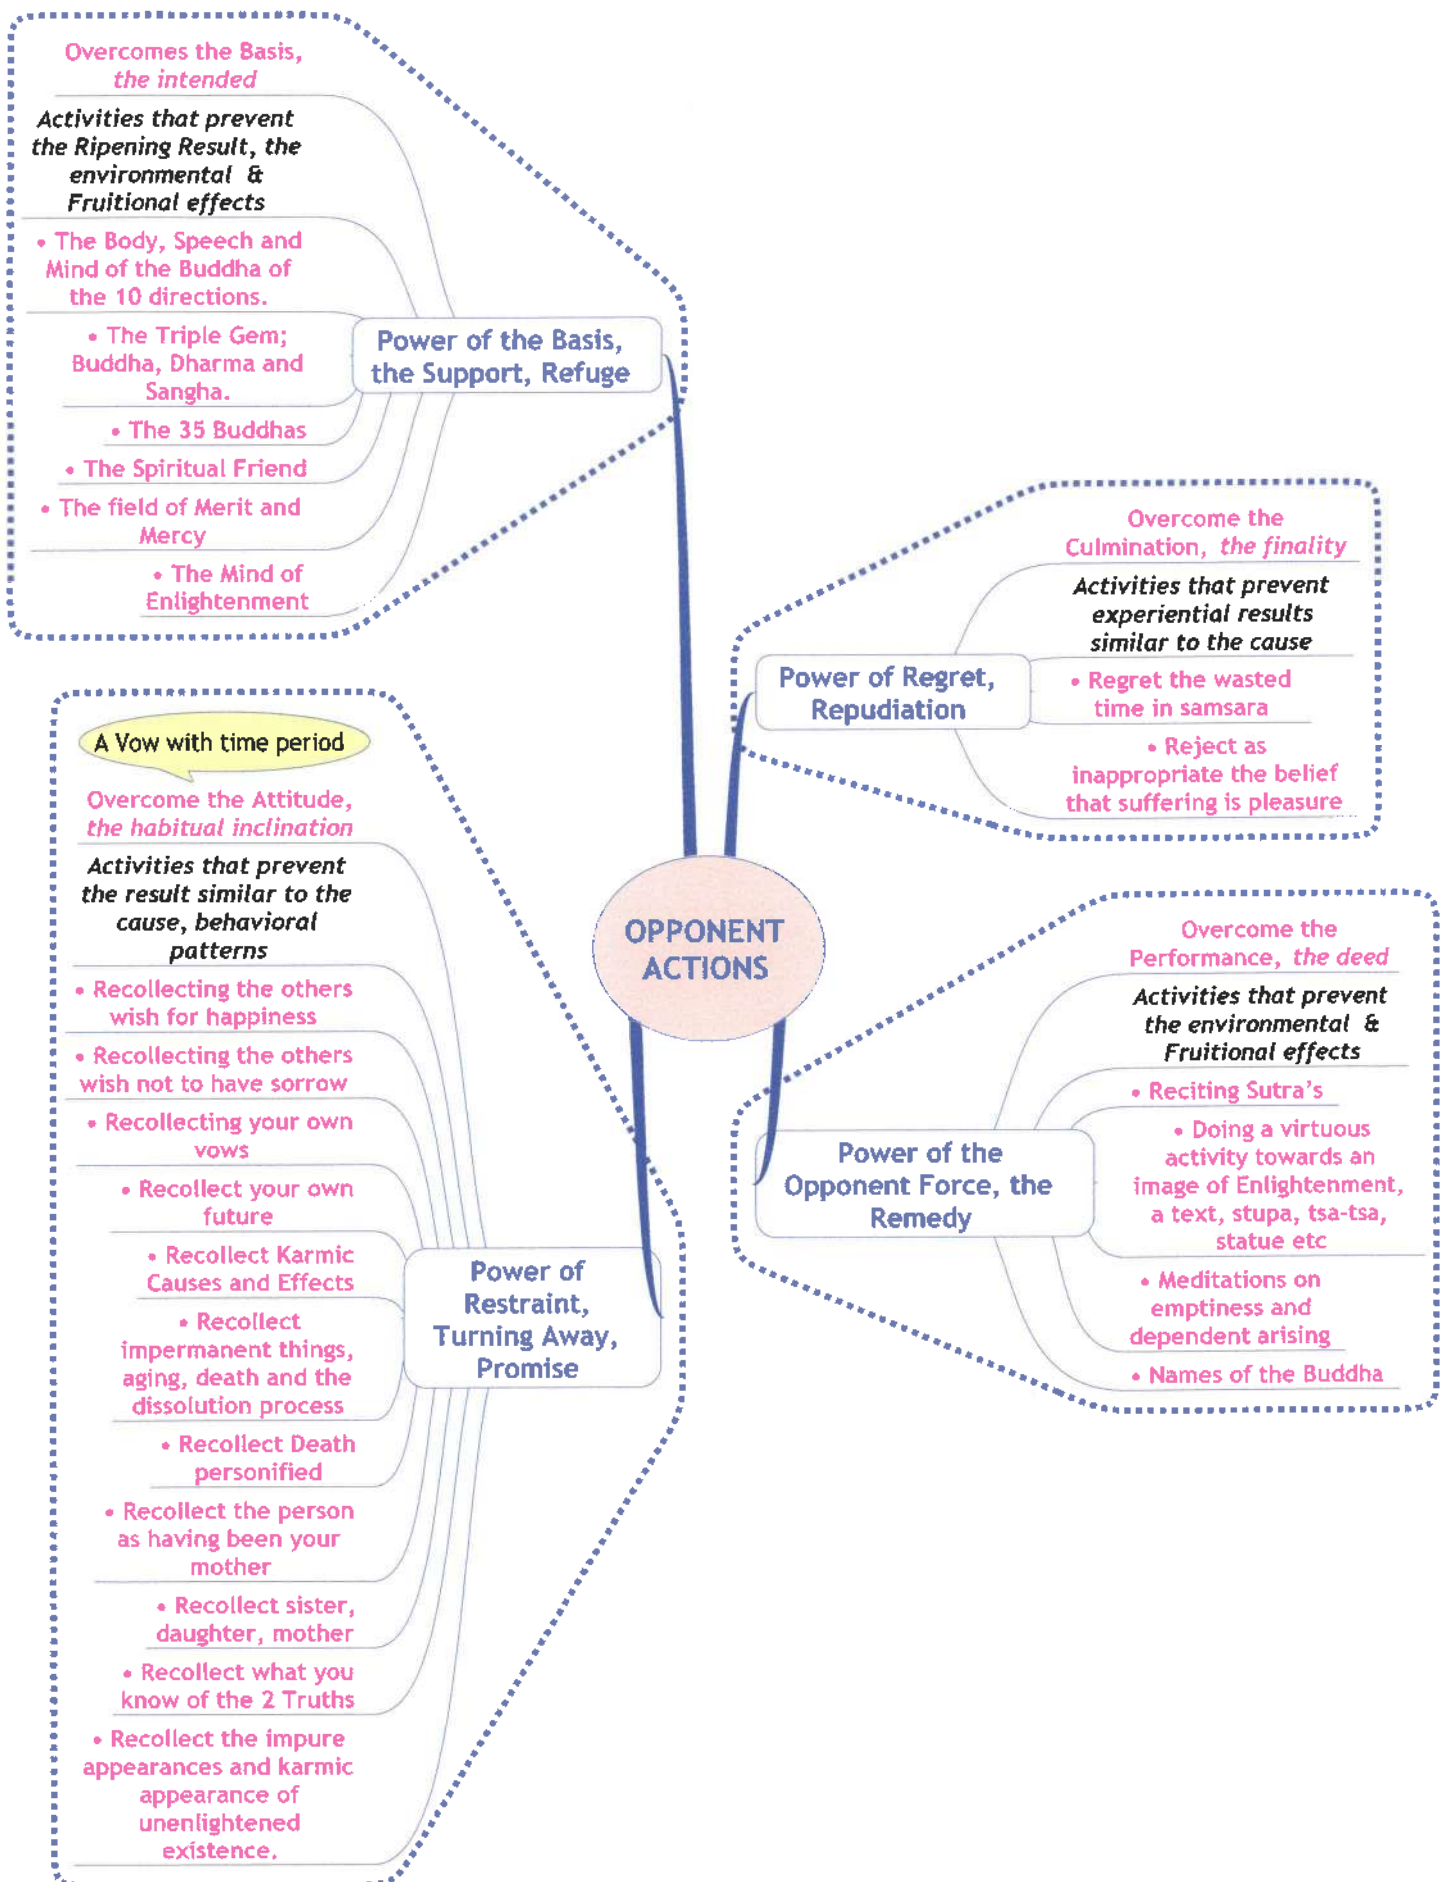 Overcomes the Basis,
the intended
Activities that prevent
the Ripening Result, the
environmental &
Fruitional effects
• The Body, Speech and
Mind of the Buddha of
the 10 directions.
• The Triple Gem;
Buddha, Dharma and
Sangha.
• The 35 Buddhas
• The Spiritual Friend
• The field of Merit and
Mercy
• The Mind of
Enlightenment
Power of the Basis,
the Support, Refuge
Overcome the
Culmination, the finality
Activities that prevent
experiential results
similar to the cause
• Regret the wasted
time in samsara
• Reject as
inappropriate the belief
that suffering is pleasure
Power of Regret,
Repudiation
A Vow with time period
Overcome the Attitude,
the habitual inclination
Activities that prevent
the result similar to the
cause, behavioral
patterns
• Recollecting the others
wish for happiness
• Recollecting the others
wish not to have sorrow
• Recollecting your own
vows
• Recollect your own
future
• Recollect Karmic
Causes and Effects
• Recollect
impermanent things,
aging, death and the
dissolution process
• Recollect Death
personified
• Recollect the person
as having been your
mother
• Recollect sister,
daughter, mother
• Recollect what you
know of the 2 Truths
• Recollect the impure
appearances and karmic
appearance of
unenlightened
existence.
Power of
Restraint,
Turning Away,
Promise
OPPONENT
ACTIONS
Overcome the
Performance, the deed
Activities that prevent
the environmental &
Fruitional effects
• Reciting Sutra's
• Doing a virtuous
activity towards an
image of Enlightenment,
a text, stupa, tsa-tsa,
statue etc
• Meditations on
emptiness and
dependent arising
• Names of the Buddha
Power of the
Opponent Force, the
Remedy